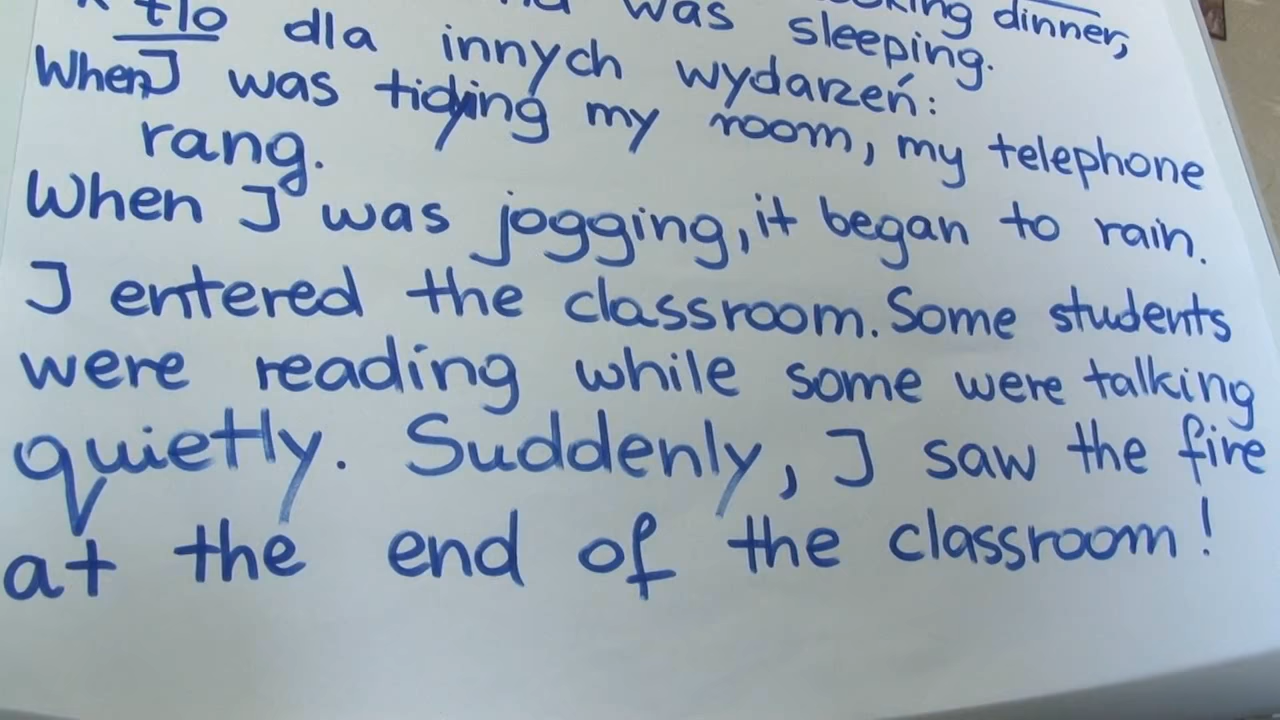 was sleeping. dinner,
* tło dla innych wydarzeń:
When I was tidying my room, my telephone
rang.
When I was jogging, it began to rain.
I entered the classroom. Some students
were reading while some were talking
quietly. Suddenly, I saw the fire
at the end of the classroom!